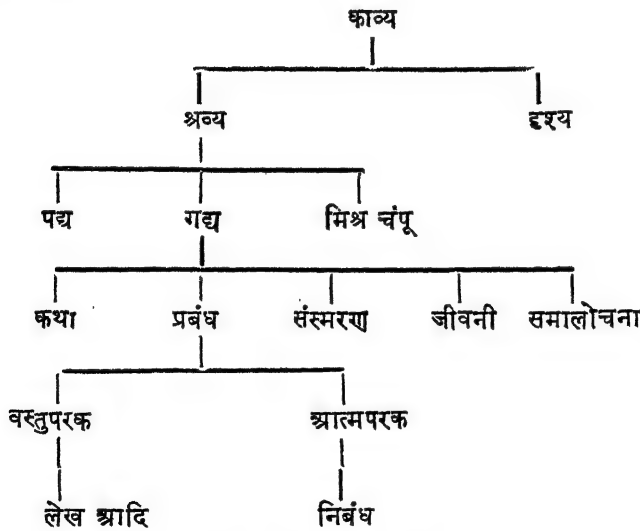 काव्य
श्रव्य दृश्य
पद्य गद्य मिश्र चंपू
कथा प्रबंध संस्मरण जीवनी समालोचना
वस्तुपरक आत्मपरक
लेख आदि निबंध